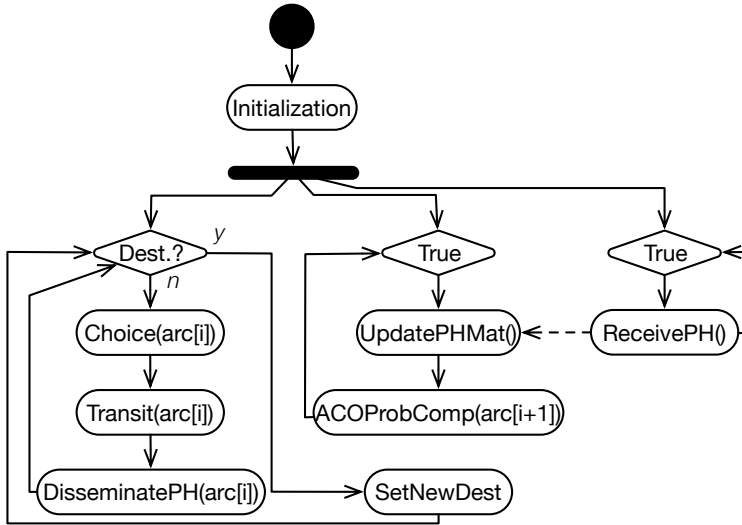 Initialization
Dest.?
y
True
True
n
Choice(arc[i])
UpdatePHMat()
ReceivePH()
Transit(arc[i])
ACOProbComp(arc[i+1])
DisseminatePH(arc[i])
SetNewDest